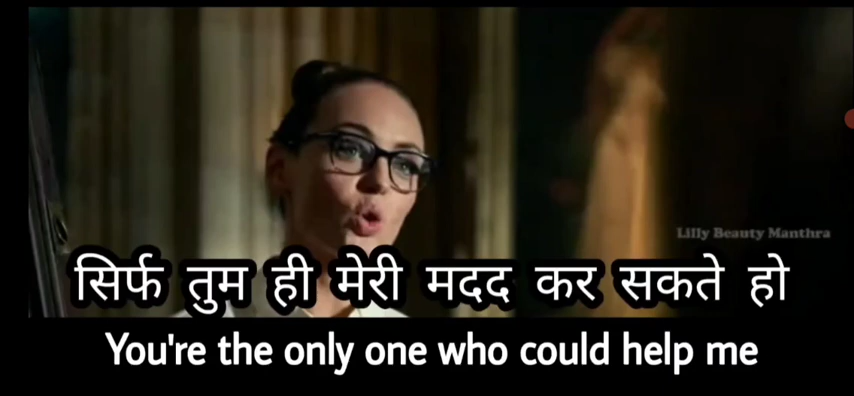 Lilly Beauty Manthra
सिर्फ तुम ही मेरी मदद कर सकते हो
You're the only one who could help me